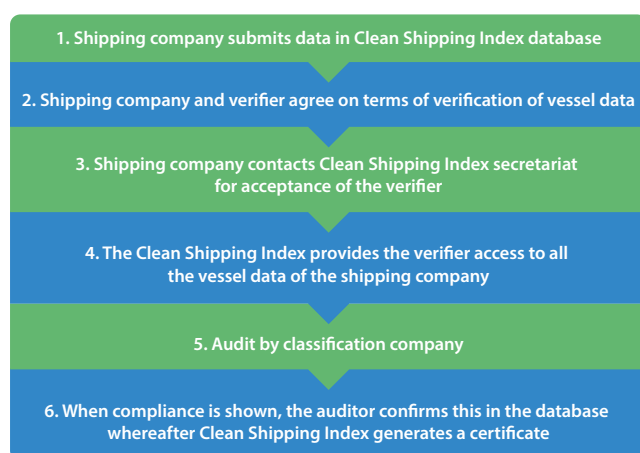 1. Shipping company submits data in Clean Shipping Index database
2. Shipping company and verifier agree on terms of verification of vessel data
3. Shipping company contacts Clean Shipping Index secretariat
for acceptance of the verifier
4. The Clean Shipping Index provides the verifier access to all
the vessel data of the shipping company
5. Audit by classification company
6. When compliance is shown, the auditor confirms this in the database
whereafter Clean Shipping Index generates a certificate